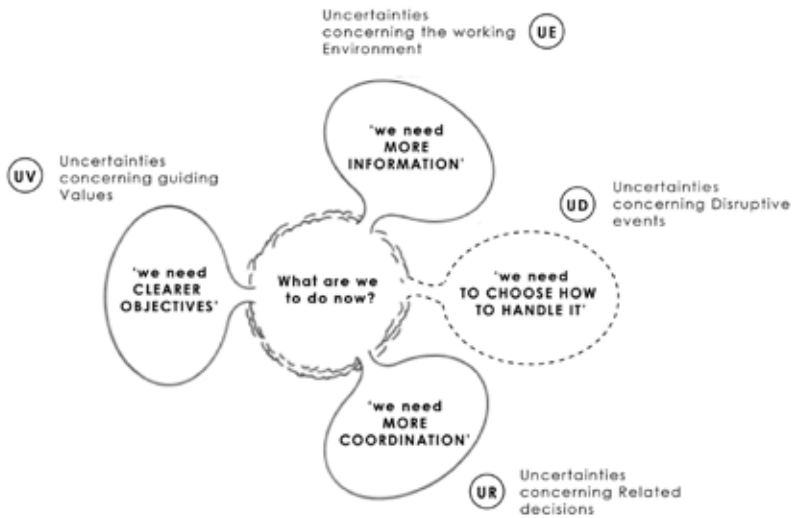 Uncertainties
concerning the working
Environment
UE
'we need
MORE
INFORMATION'
UV
Uncertainties
concerning guiding
Values
UD
Uncertainties
concerning Disruptive
events
'we need
CLEARER
OBJECTIVES'
What are we
to do now?
'we need
TO CHOOSE HOW
TO HANDLE IT'
'we need
MORE
COORDINATION'
UR
Uncertainties
concerning Related
decisions